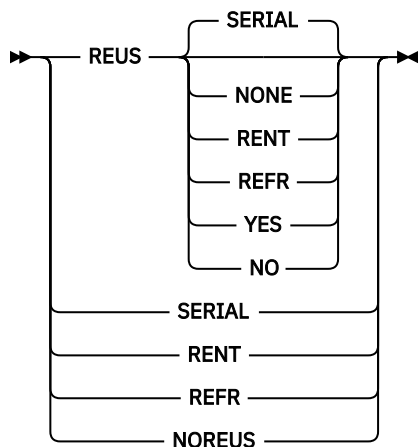 SERIAL
REUS
NONE
RENT
REFR
YES
NO
SERIAL
RENT
REFR
NOREUS